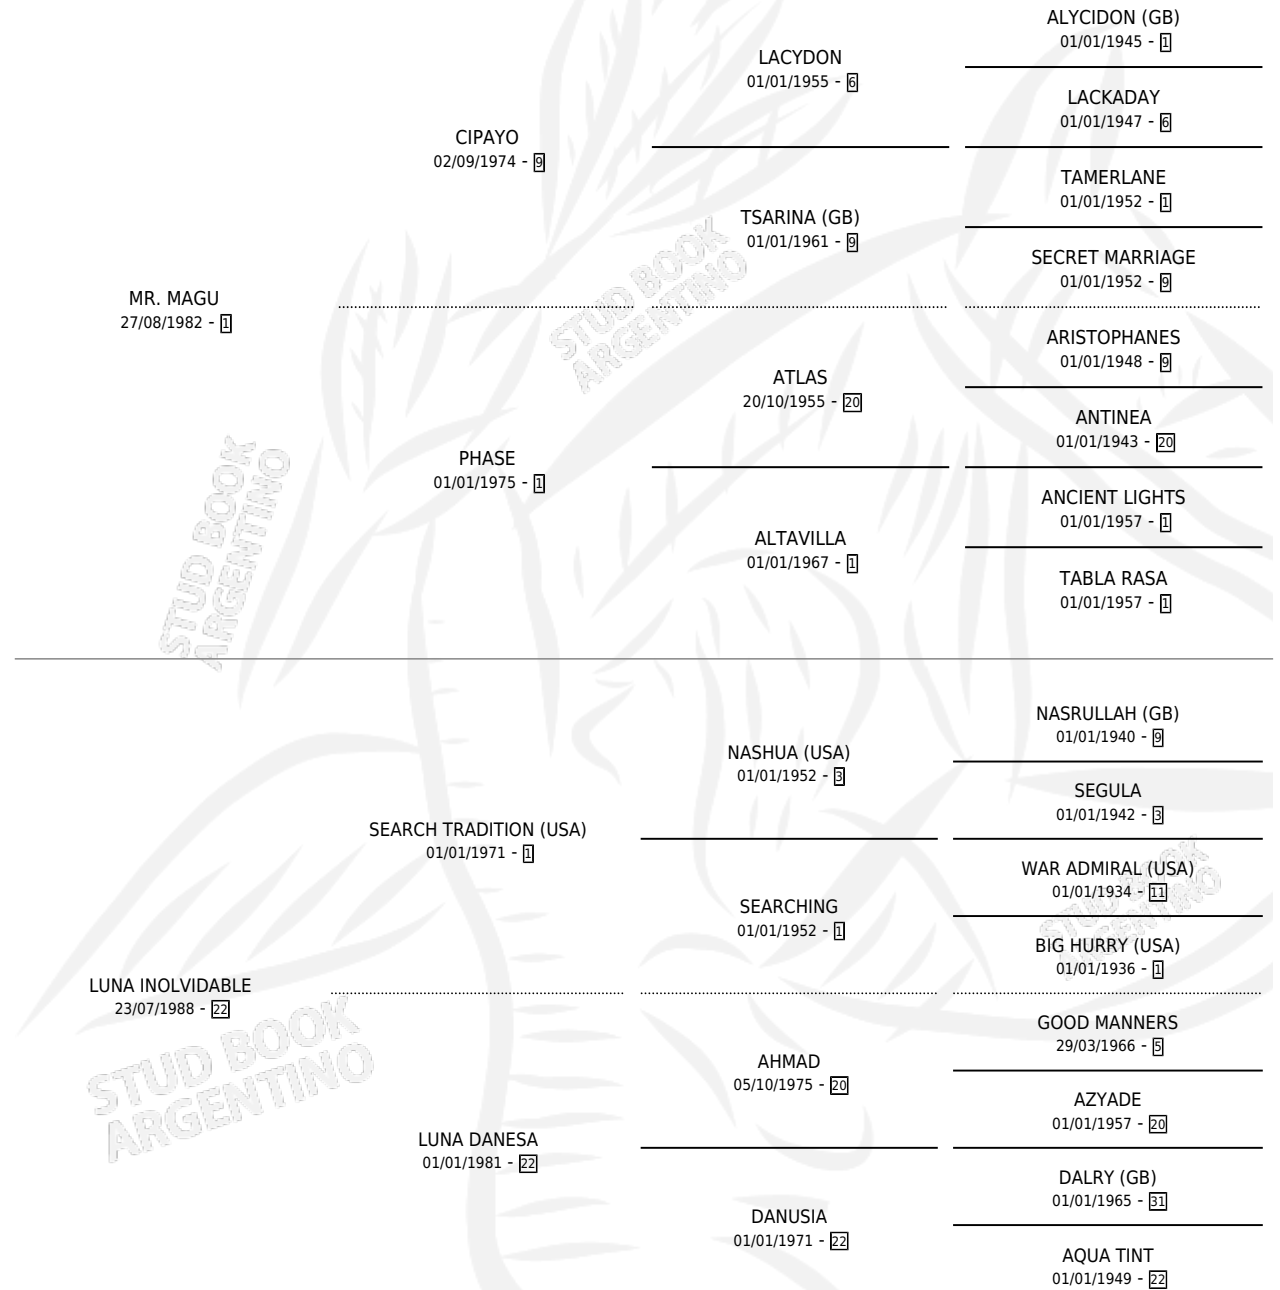 ALYCIDON (GB)
01/01/1945 - 1
LACYDON
01/01/1955 - 6
LACKADAY
01/01/1947 - 6
CIPAYO
02/09/1974 - 9
TAMERLANE
01/01/1952 - 1
TSARINA (GB)
01/01/1961 - 9
SECRET MARRIAGE
01/01/1952 - 9
MR. MAGU
27/08/1982 - 1
ARISTOPHANES
01/01/1948 - 9
ATLAS
20/10/1955 - 20
ANTINEA
01/01/1943 - 20
PHASE
01/01/1975 - 1
ANCIENT LIGHTS
01/01/1957 - 1
ALTAVILLA
01/01/1967 - 1
TABLA RASA
01/01/1957 - 1
NASRULLAH (GB)
01/01/1940 - 9
NASHUA (USA)
01/01/1952 - 3
SEGULA
01/01/1942 - 3
SEARCH TRADITION (USA)
01/01/1971 - 1
WAR ADMIRAL (USA)
01/01/1934 - 11
SEARCHING
01/01/1952 - 1
BIG HURRY (USA)
01/01/1936 - 1
LUNA INOLVIDABLE
23/07/1988 - 22
GOOD MANNERS
29/03/1966 - 5
AHMAD
05/10/1975 - 20
AZYADE
01/01/1957 - 20
LUNA DANESA
01/01/1981 - 22
DALRY (GB)
01/01/1965 - 31
DANUSIA
01/01/1971 - 22
AQUA TINT
01/01/1949 - 22
STUD BOOK
ARGENTINO
STUD BOOK
ARGENTINO
STUD BOOK
ARGENTINO
STUD BOOK
ARGENTINO